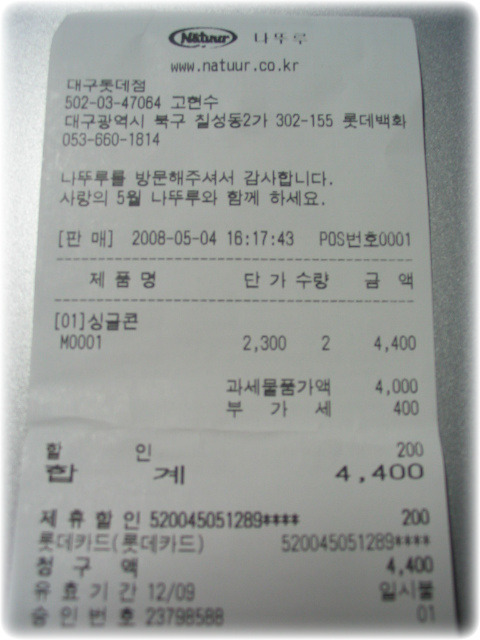 Natuur 나뚜루
www.natuur.co.kr
대구롯데점
502-03-47064 고현수
대구광역시 북구 칠성동2가 302-155 롯데백화
053-660-1814
나뚜루를 방문해주셔서 감사합니다.
사랑의 5월 나뚜루와 함께 하세요.
[판 매] 2008-05-04 16:17:43 POS번호0001
제 품 명 단 가 수량 금 액
[01]싱글콘
M0001 2,300 2 4,400
과세물품가액 4,000
부 가 세 400
할 인 200
합 계 4,400
제 휴 할 인 520045051289**** 200
롯데카드(롯데카드) 520045051289****
청 구 액 4,400
유 효 기 간 12/09 일시불
승 인 번 호 23798588 01